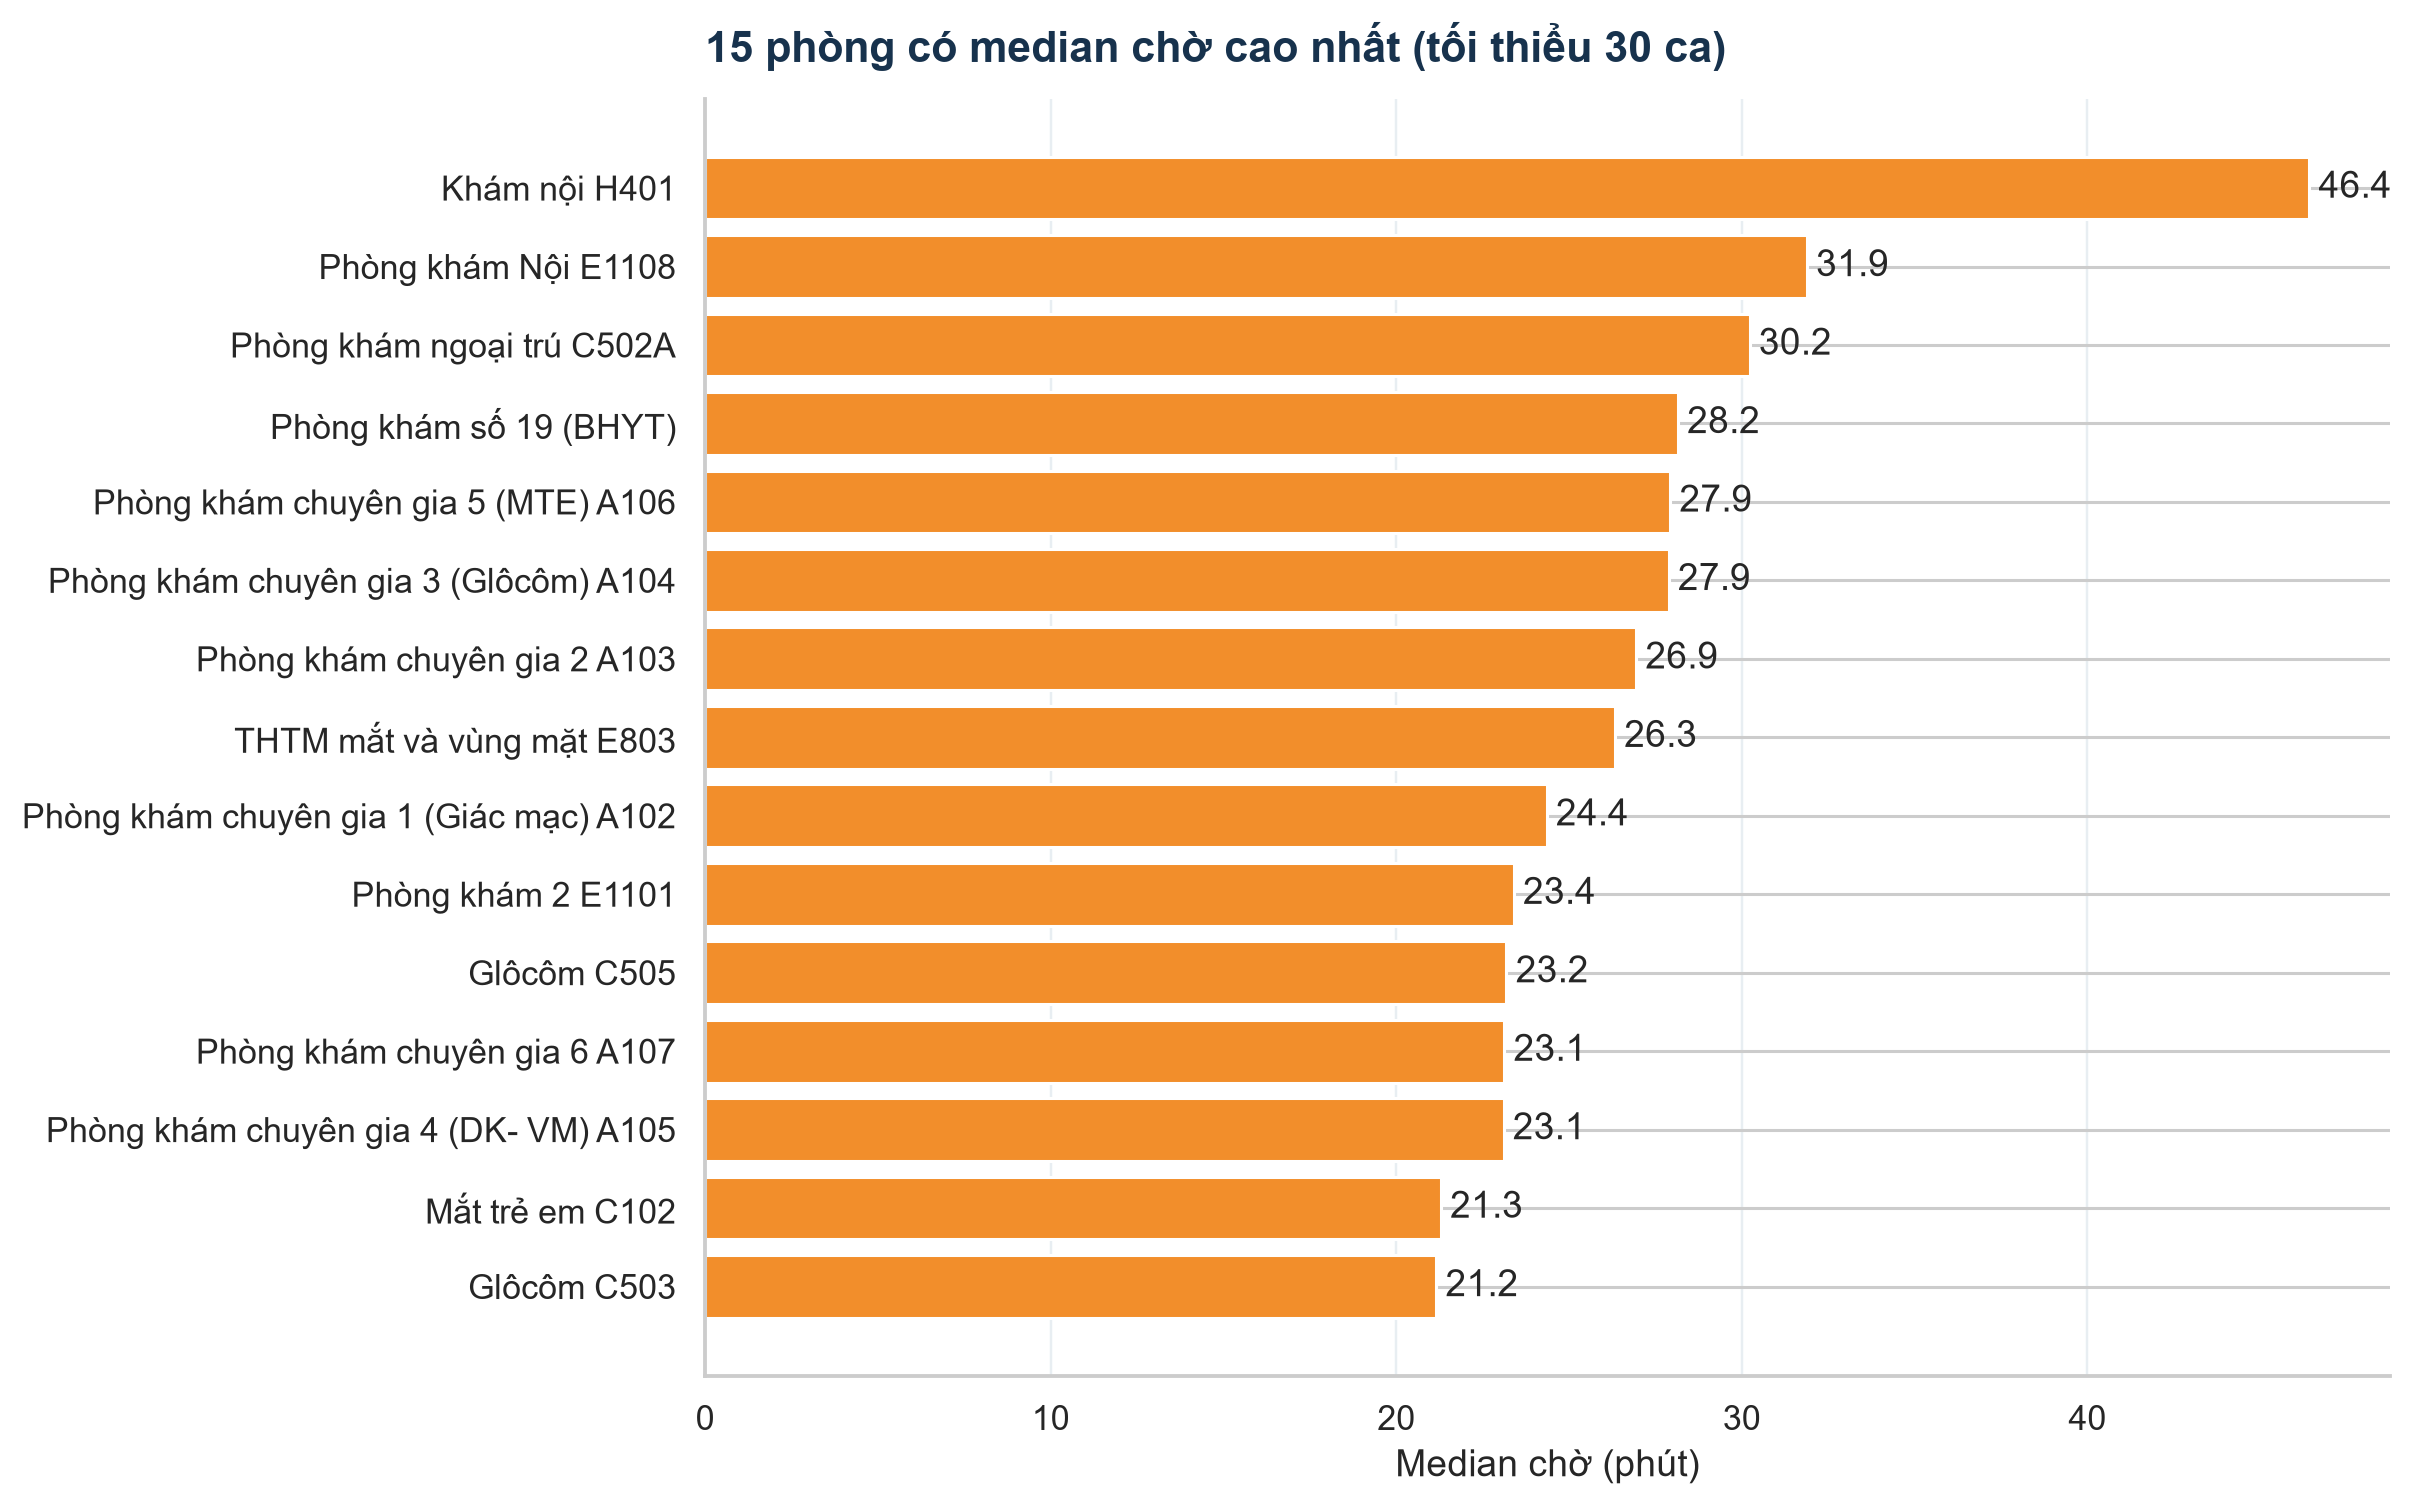 15 phòng có median chờ cao nhất (tối thiểu 30 ca)
Khám nội H401 46.4
Phòng khám Nội E1108 31.9
Phòng khám ngoại trú C502A 30.2
Phòng khám số 19 (BHYT) 28.2
Phòng khám chuyên gia 5 (MTE) A106 27.9
Phòng khám chuyên gia 3 (Glôcôm) A104 27.9
Phòng khám chuyên gia 2 A103 26.9
THTM mắt và vùng mặt E803 26.3
Phòng khám chuyên gia 1 (Giác mạc) A102 24.4
Phòng khám 2 E1101 23.4
Glôcôm C505 23.2
Phòng khám chuyên gia 6 A107 23.1
Phòng khám chuyên gia 4 (DK- VM) A105 23.1
Mắt trẻ em C102 21.3
Glôcôm C503 21.2
0 10 20 30 40
Median chờ (phút)